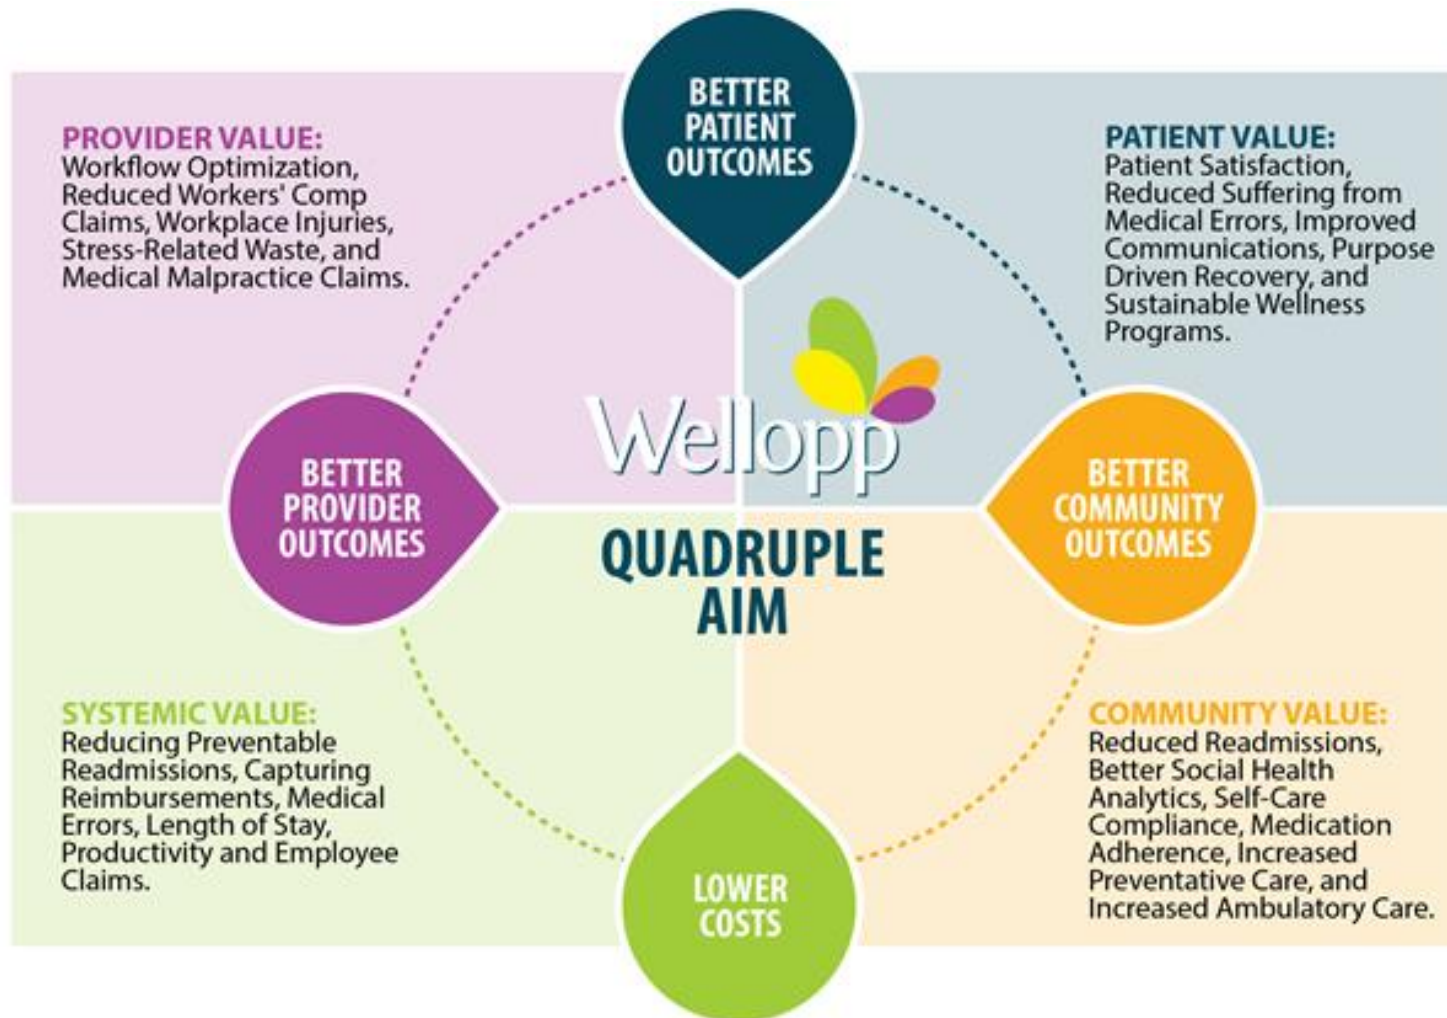 BETTER
PATIENT
OUTCOMES
PROVIDER VALUE:
Workflow Optimization,
Reduced Workers' Comp
Claims, Workplace Injuries,
Stress-Related Waste, and
Medical Malpractice Claims.
PATIENT VALUE:
Patient Satisfaction,
Reduced Suffering from
Medical Errors, Improved
Communications, Purpose
Driven Recovery, and
Sustainable Wellness
Programs.
BETTER
PROVIDER
OUTCOMES
Wellopp
QUADRUPLE
AIM
BETTER
COMMUNITY
OUTCOMES
SYSTEMIC VALUE:
Reducing Preventable
Readmissions, Capturing
Reimbursements, Medical
Errors, Length of Stay,
Productivity and Employee
Claims.
LOWER
COSTS
COMMUNITY VALUE:
Reduced Readmissions,
Better Social Health
Analytics, Self-Care
Compliance, Medication
Adherence, Increased
Preventative Care, and
Increased Ambulatory Care.